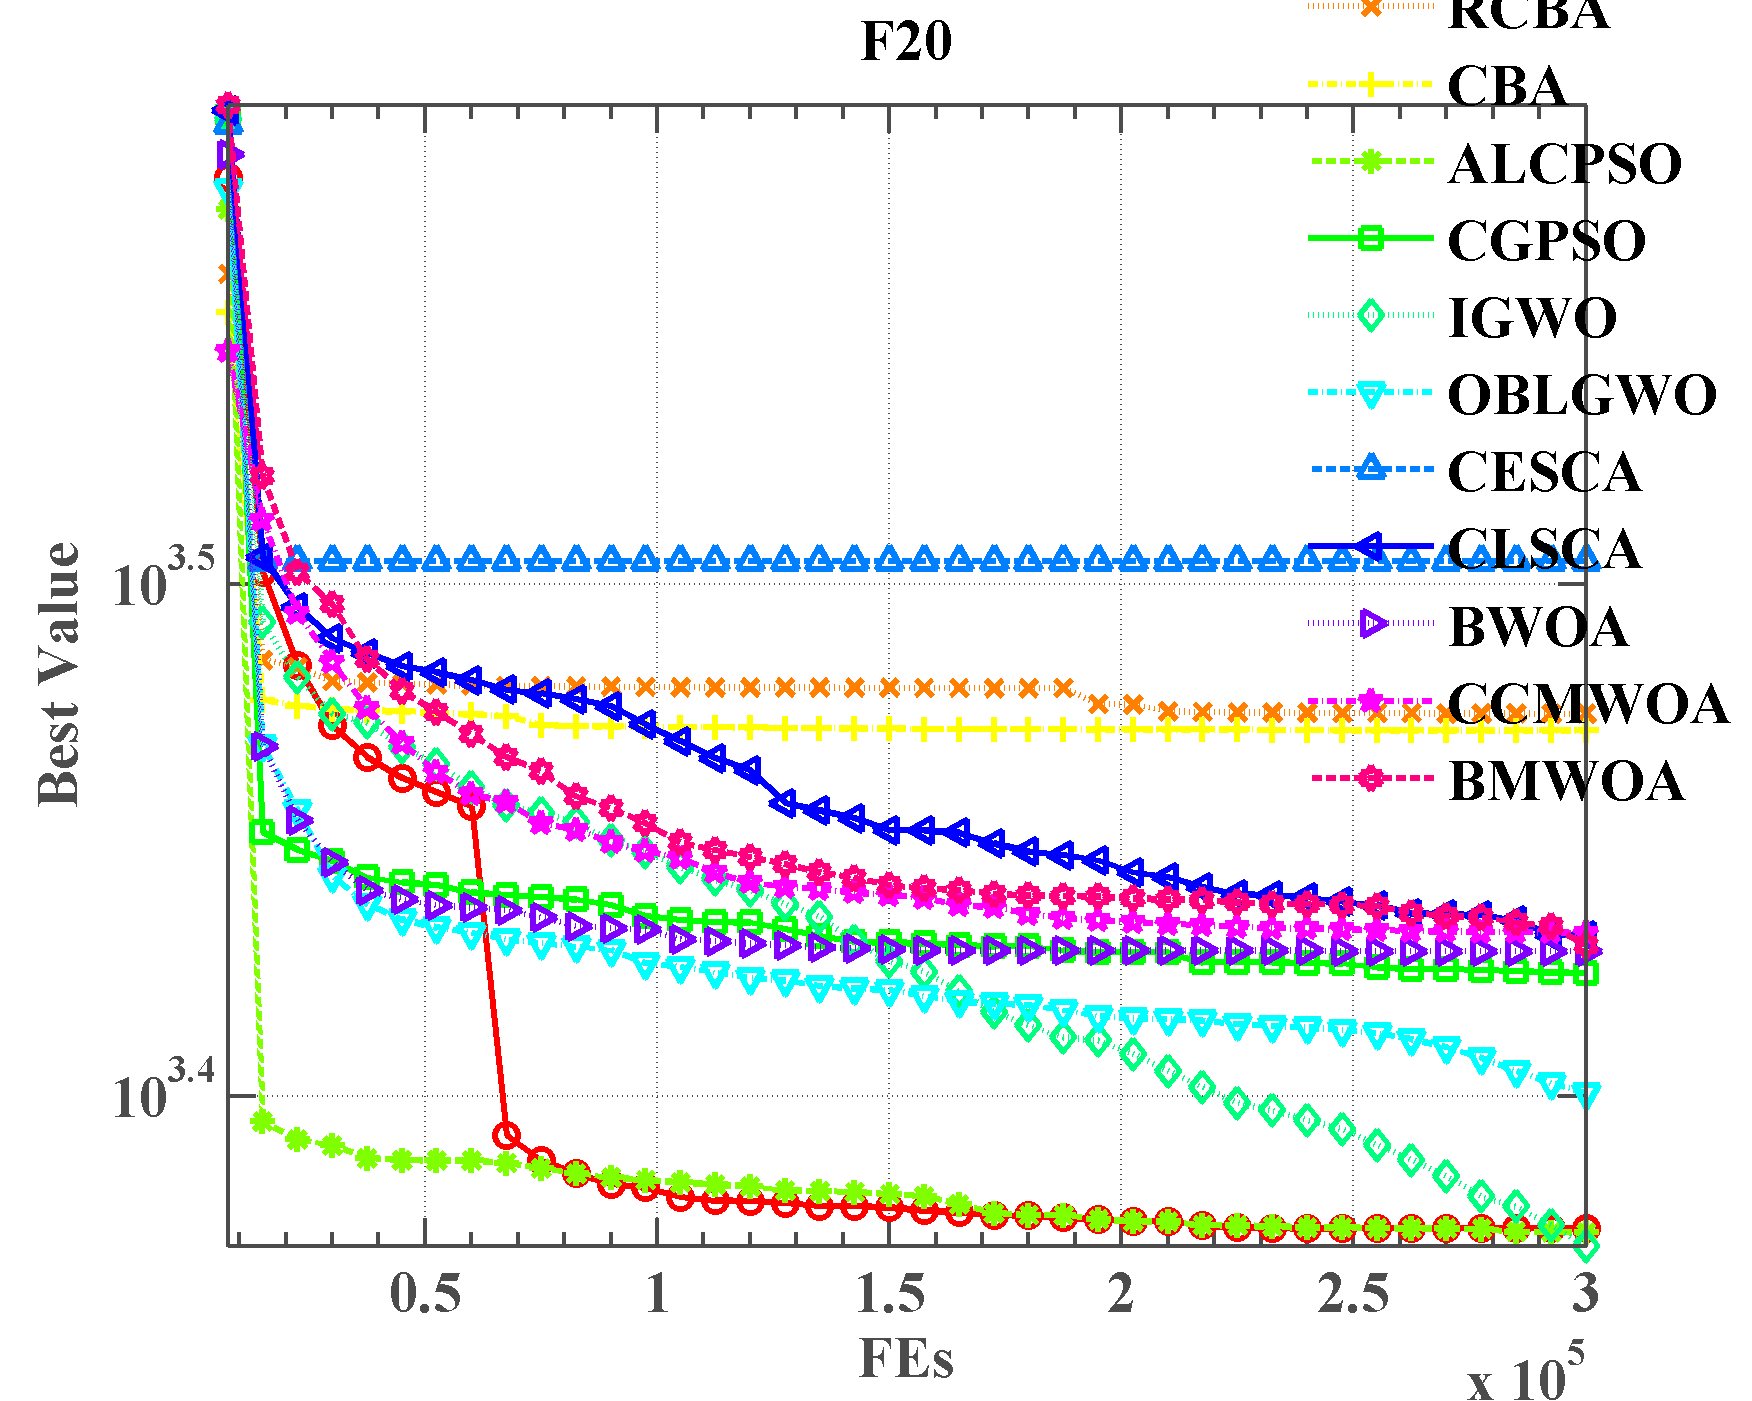 F20
RCBA
CBA
ALCPSO
CGPSO
IGWO
OBLGWO
CESCA
CLSCA
BWOA
CCMWOA
BMWOA
Best Value
10^3.5
10^3.4
0.5 1 1.5 2 2.5 3
FEs
x 10^5